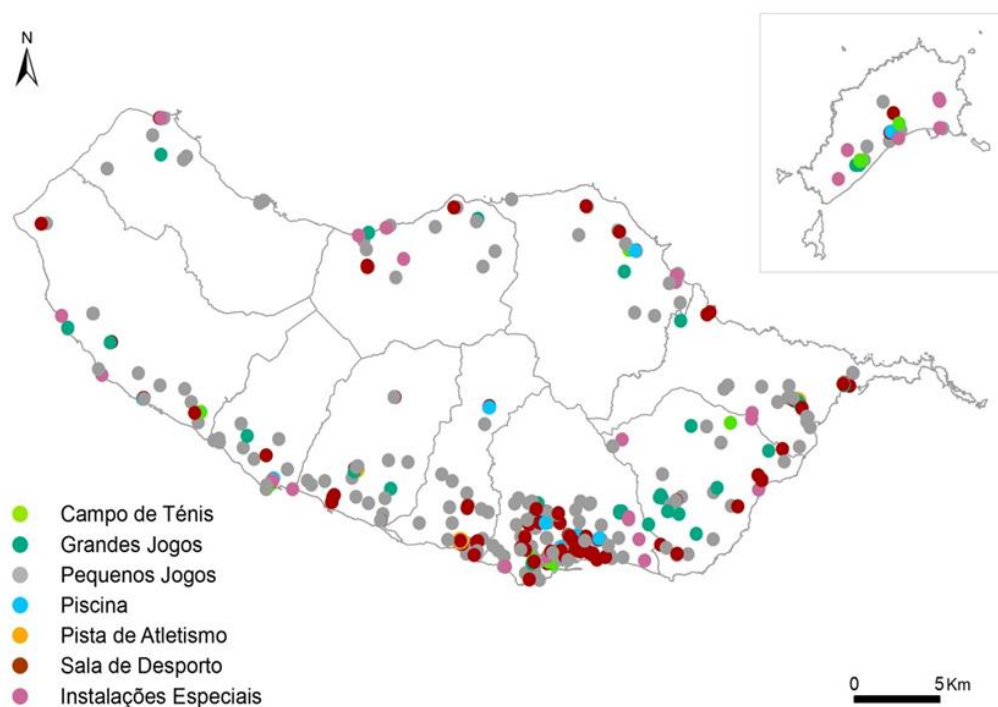 N
Campo de Ténis
Grandes Jogos
Pequenos Jogos
Piscina
Pista de Atletismo
Sala de Desporto
Instalações Especiais
0 5 Km